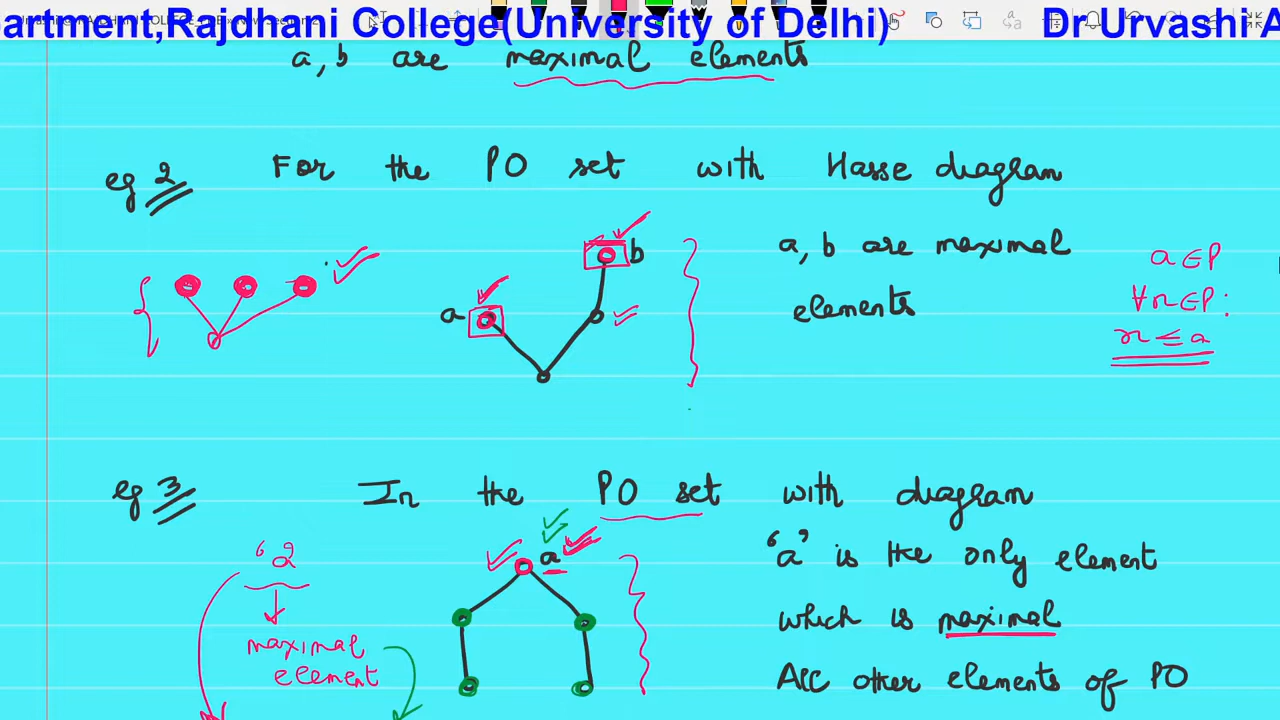 artment,Rajdhani College(University of Delhi) Dr Urvashi A
a, b are maximal elements
eg 2 For the PO set with Hasse diagram
b
a
a, b are maximal
elements
a ∈ P
∀ x ∈ P :
x ≤ a
eg 3 In the PO set with diagram
a
'a
maximal
element
'a' is the only element
which is maximal
All other elements of PO